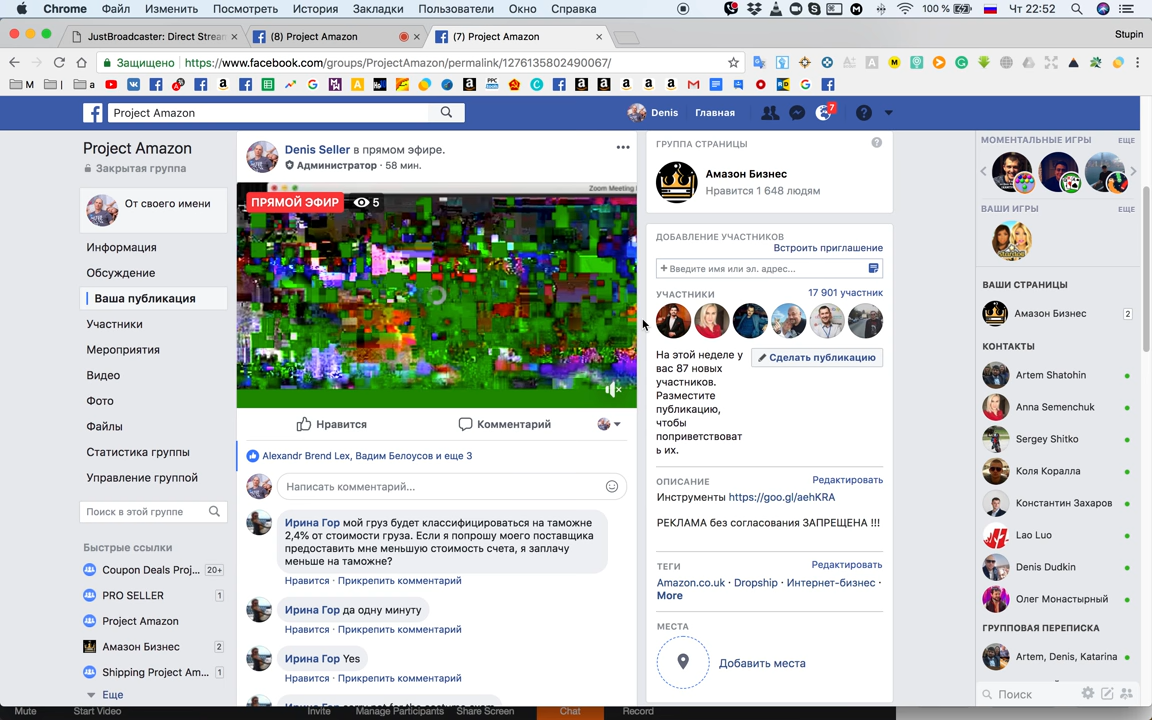 Chrome Файл Изменить Посмотреть История Закладки Пользователи Окно Справка 100 % Чт 22:52
JustBroadcaster: Direct Strea
(8) Project Amazon
(7) Project Amazon
Stupin
Защищено https://www.facebook.com/groups/ProjectAmazon/permalink/1276135802490067/
Project Amazon
Denis Главная 7
Project Amazon
Закрытая группа
От своего имени
Информация
Обсуждение
Ваша публикация
Участники
Мероприятия
Видео
Фото
Файлы
Статистика группы
Управление группой
Поиск в этой группе
Быстрые ссылки
Coupon Deals Proj... 20+
PRO SELLER 1
Project Amazon
Амазон Бизнес 2
Shipping Project Am... 1
Еще
Denis Seller в прямом эфире.
Администратор · 58 мин.
Zoom Meeting
ПРЯМОЙ ЭФИР 5
Нравится Комментарий
Alexandr Brend Lex, Вадим Белоусов и еще 3
Написать комментарий...
Ирина Гор мой груз будет классифицироваться на таможне
2,4% от стоимости груза. Если я попрошу моего поставщика
предоставить мне меньшую стоимость счета, я заплачу
меньше на таможне?
Нравится · Прикрепить комментарий
Ирина Гор да одну минуту
Нравится · Прикрепить комментарий
Ирина Гор Yes
Нравится · Прикрепить комментарий
ГРУППА СТРАНИЦЫ
Амазон Бизнес
Нравится 1 648 людям
ДОБАВЛЕНИЕ УЧАСТНИКОВ
Встроить приглашение
+ Введите имя или эл. адрес...
УЧАСТНИКИ 17 901 участник
На этой неделе у
вас 87 новых
участников.
Разместите
публикацию,
чтобы
поприветствоват
ь их.
Сделать публикацию
ОПИСАНИЕ Редактировать
Инструменты https://goo.gl/aehKRA
РЕКЛАМА без согласования ЗАПРЕЩЕНА !!!
ТЕГИ Редактировать
Amazon.co.uk · Dropship · Интернет-бизнес ·
More
МЕСТА
Добавить места
МОМЕНТАЛЬНЫЕ ИГРЫ ЕЩЕ
ВАШИ ИГРЫ ЕЩЕ
ВАШИ СТРАНИЦЫ
Амазон Бизнес 2
КОНТАКТЫ
Artem Shatohin
Anna Semenchuk
Sergey Shitko
Коля Коралла
Константин Захаров
Lao Luo
Denis Dudkin
Олег Монастырный
ГРУППОВАЯ ПЕРЕПИСКА
Artem, Denis, Katarina
Поиск
Mute Start Video Invite Manage Participants Share Screen Chat Record